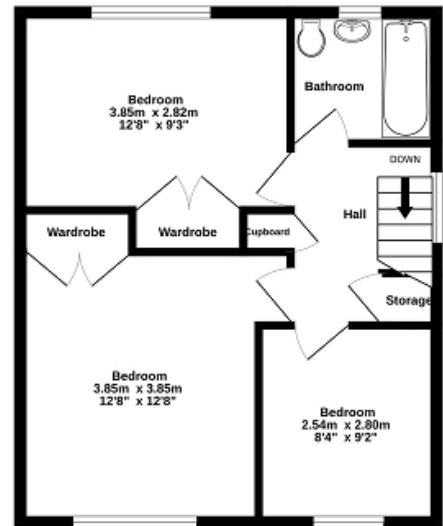 Bathroom
Bedroom
3.85m x 2.82m
12'8" x 9'3"
DOWN
Hall
Wardrobe
Wardrobe
Cupboard
Storage
Bedroom
3.85m x 3.85m
12'8" x 12'8"
Bedroom
2.54m x 2.80m
8'4" x 9'2"